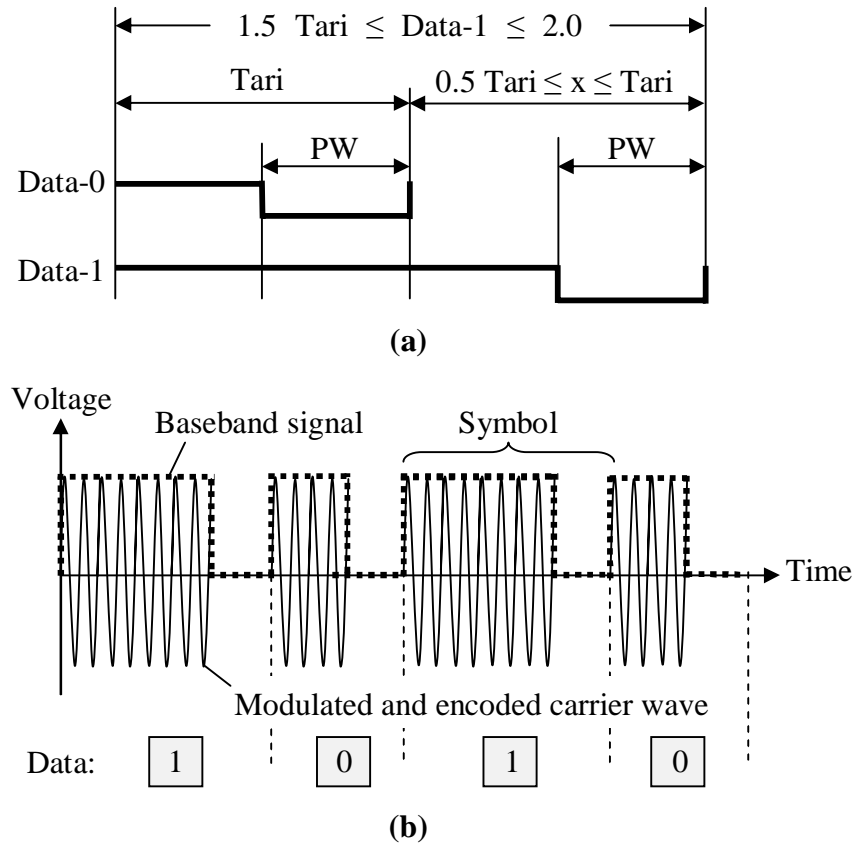 1.5 Tari ≤ Data-1 ≤ 2.0
Tari
0.5 Tari ≤ x ≤ Tari
PW
PW
Data-0
Data-1
(a)
Voltage
Baseband signal
Symbol
Time
Modulated and encoded carrier wave
Data: 1 0 1 0
(b)